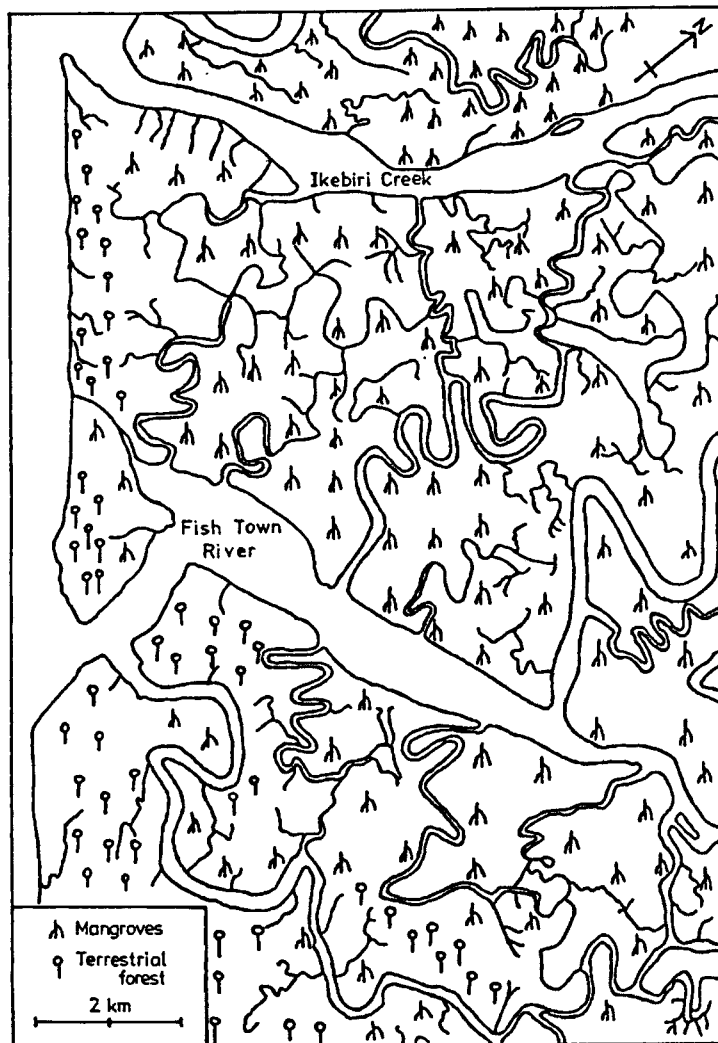 N
Ikebiri Creek
Fish Town
River
Mangroves
Terrestrial
forest
2 km